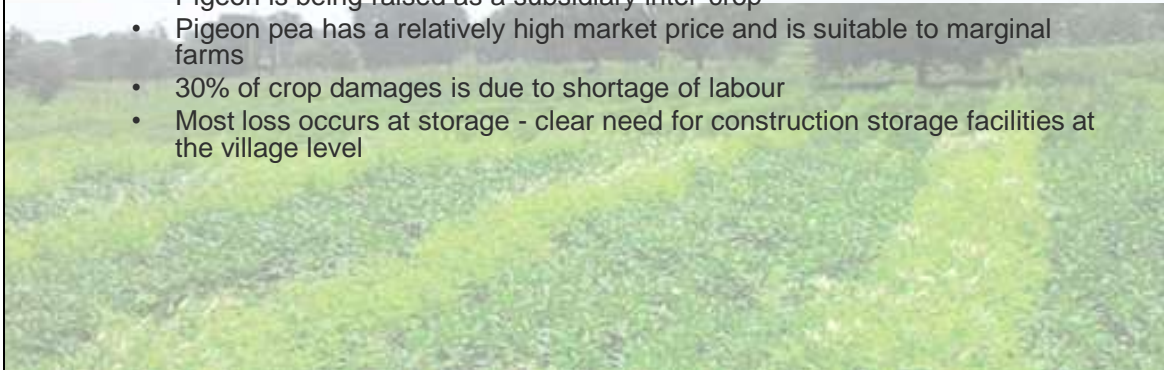 Pigeon is being raised as a subsidiary inter-crop
• Pigeon pea has a relatively high market price and is suitable to marginal
farms
• 30% of crop damages is due to shortage of labour
• Most loss occurs at storage - clear need for construction storage facilities at
the village level